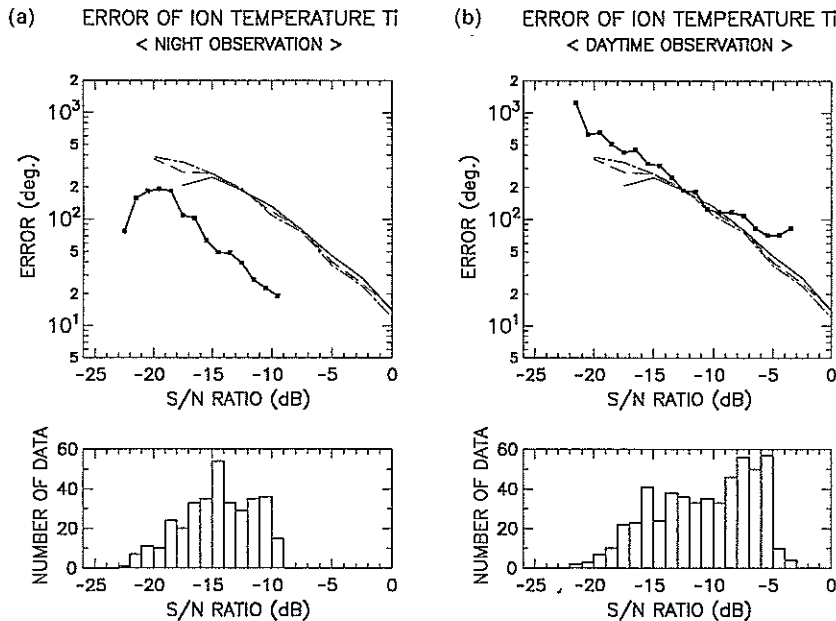 (a) ERROR OF ION TEMPERATURE Ti
< NIGHT OBSERVATION >
2
10³
5
2
10²
5
2
10¹
5
ERROR (deg.)
-25 -20 -15 -10 -5 0
S/N RATIO (dB)
60
40
20
0
NUMBER OF DATA
-25 -20 -15 -10 -5 0
S/N RATIO (dB)
(b) ERROR OF ION TEMPERATURE Ti
< DAYTIME OBSERVATION >
2
10³
5
2
10²
5
2
10¹
5
ERROR (deg.)
-25 -20 -15 -10 -5 0
S/N RATIO (dB)
60
40
20
0
NUMBER OF DATA
-25 -20 -15 -10 -5 0
S/N RATIO (dB)